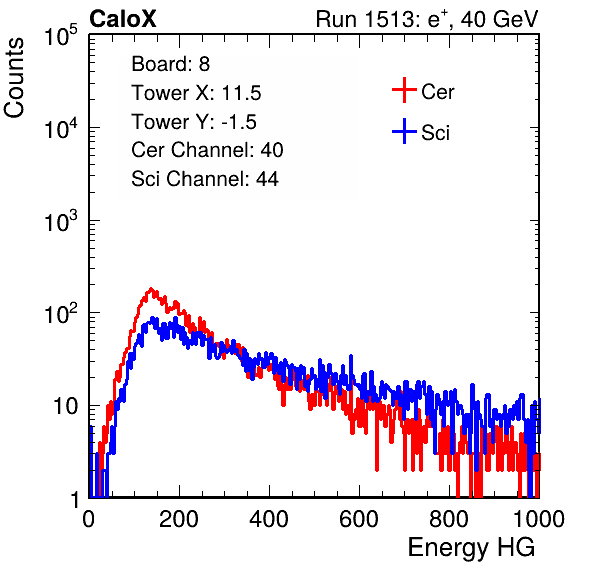 CaloX Run 1513: e⁺, 40 GeV
Counts
10⁵
10⁴
10³
10²
10
1
Board: 8
Tower X: 11.5
Tower Y: -1.5
Cer Channel: 40
Sci Channel: 44
Cer
Sci
0 200 400 600 800 1000
Energy HG